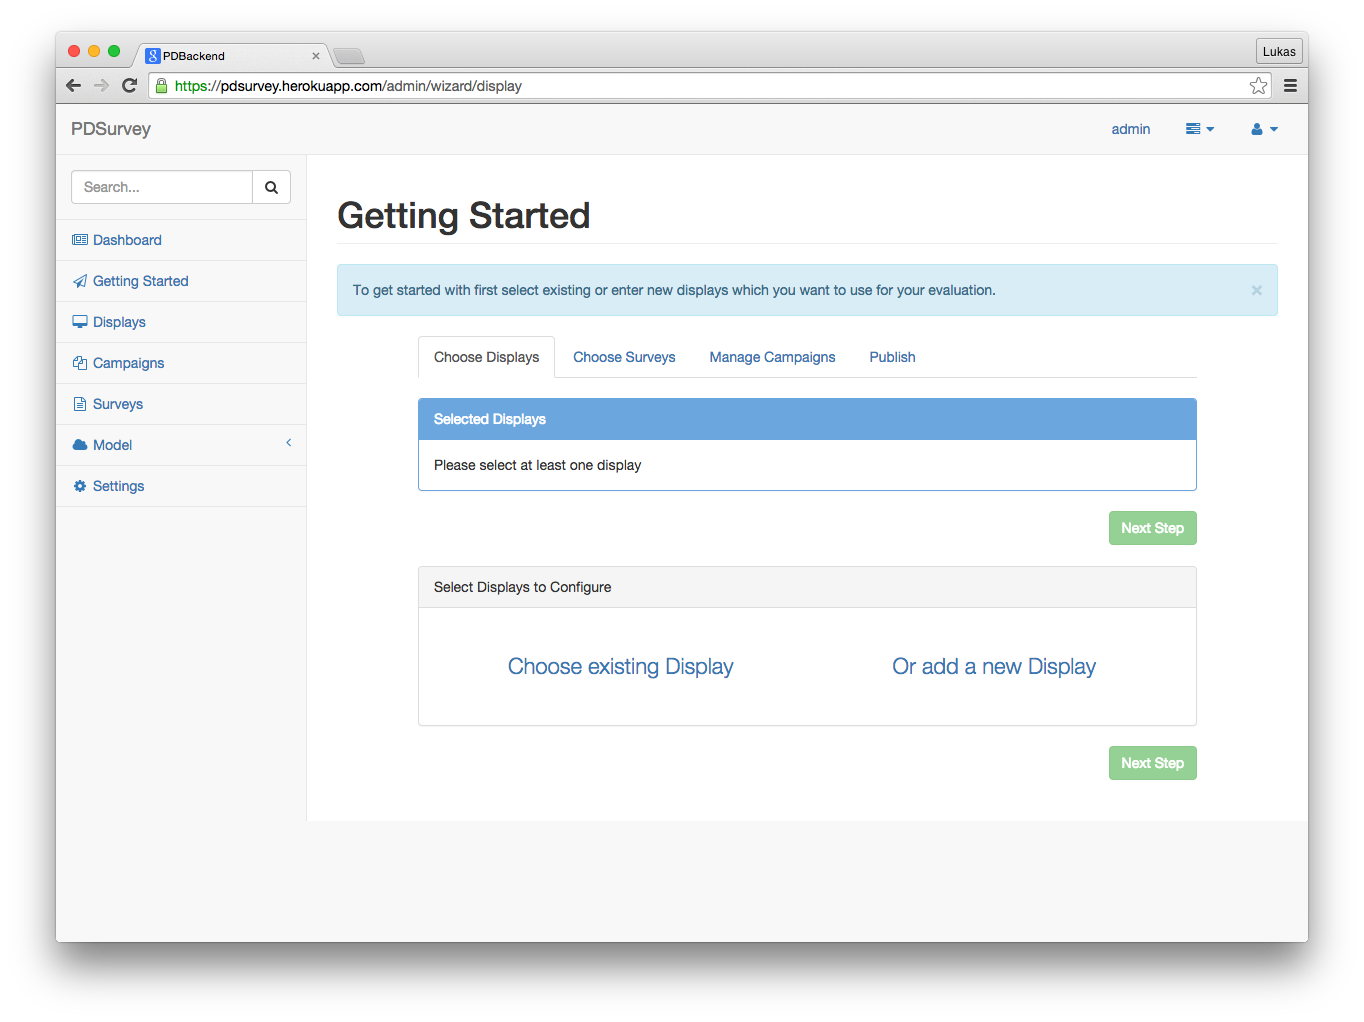 PDBackend
Lukas
https://pdsurvey.herokuapp.com/admin/wizard/display
PDSurvey
admin
Search...
Dashboard
Getting Started
Displays
Campaigns
Surveys
Model
Settings
Getting Started
To get started with first select existing or enter new displays which you want to use for your evaluation.
Choose Displays Choose Surveys Manage Campaigns Publish
Selected Displays
Please select at least one display
Next Step
Select Displays to Configure
Choose existing Display Or add a new Display
Next Step